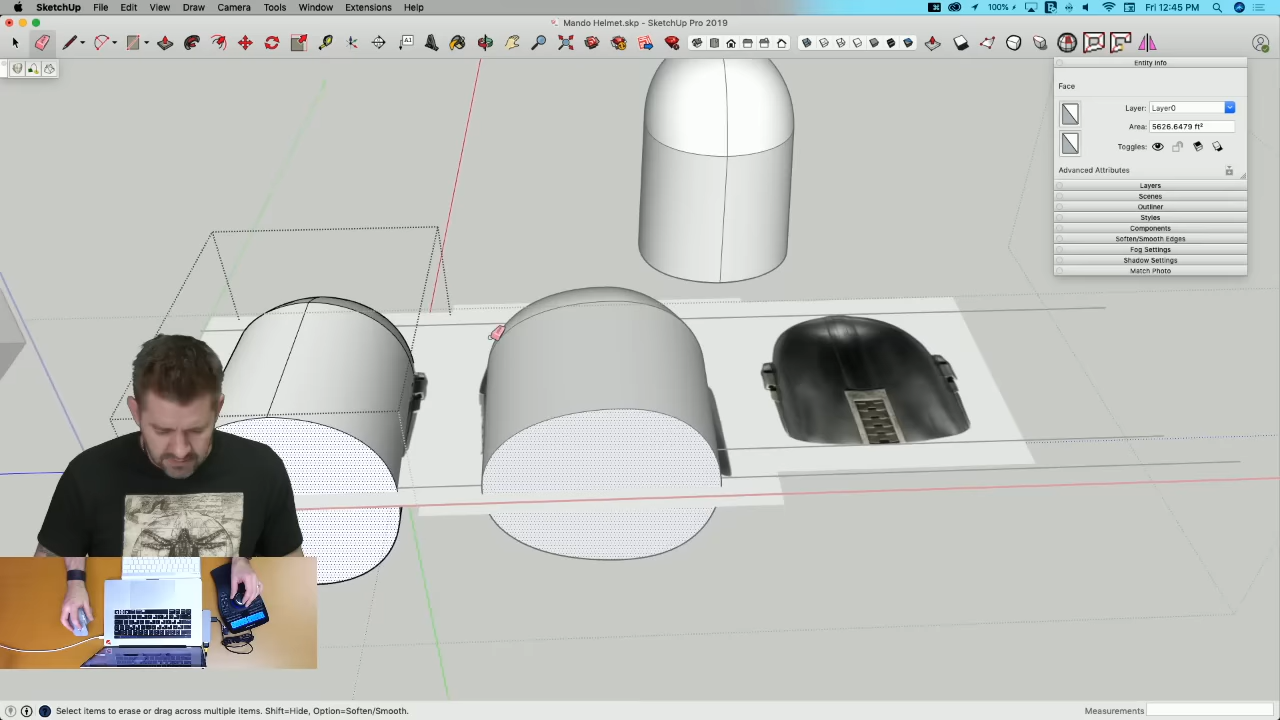 SketchUp File Edit View Draw Camera Tools Window Extensions Help
100% Fri 12:45 PM
Mando Helmet.skp - SketchUp Pro 2019
Entity Info
Face
Layer: Layer0
Area: 5626.6479 ft²
Toggles:
Advanced Attributes
Layers
Scenes
Outliner
Styles
Components
Soften/Smooth Edges
Fog Settings
Shadow Settings
Match Photo
Select items to erase or drag across multiple items. Shift=Hide, Option=Soften/Smooth.
Measurements